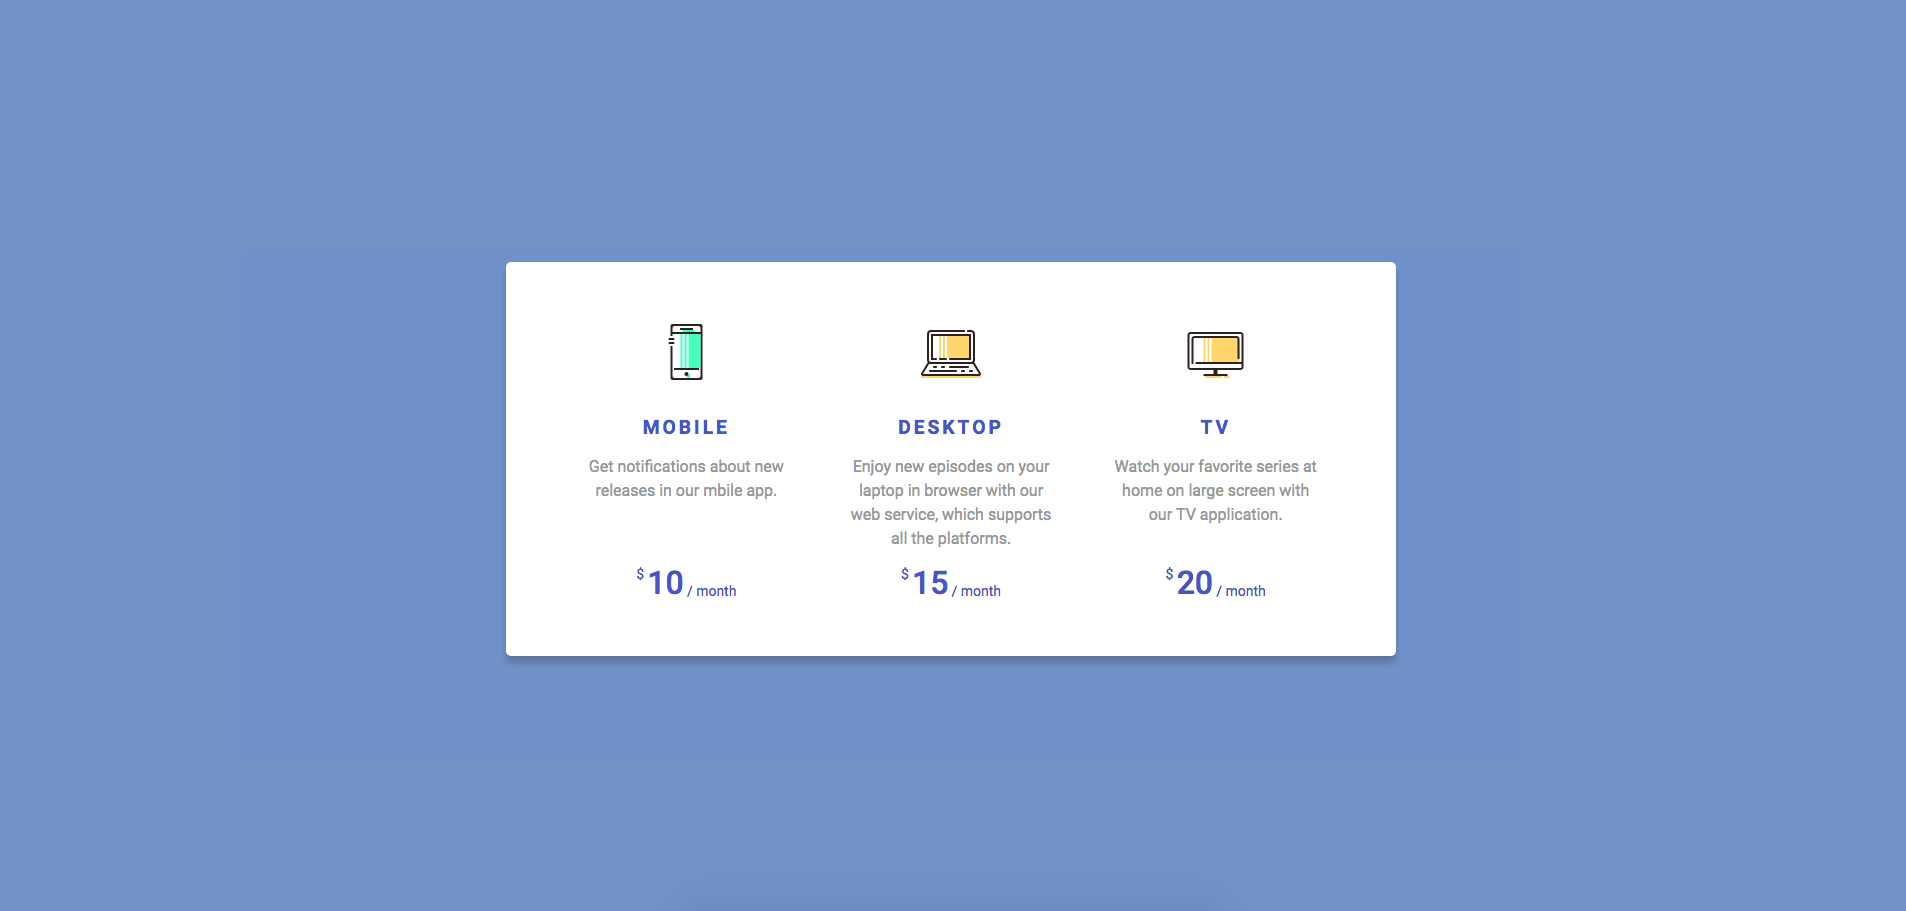 MOBILE
Get notifications about new
releases in our mbile app.
$10 / month
DESKTOP
Enjoy new episodes on your
laptop in browser with our
web service, which supports
all the platforms.
$15 / month
TV
Watch your favorite series at
home on large screen with
our TV application.
$20 / month